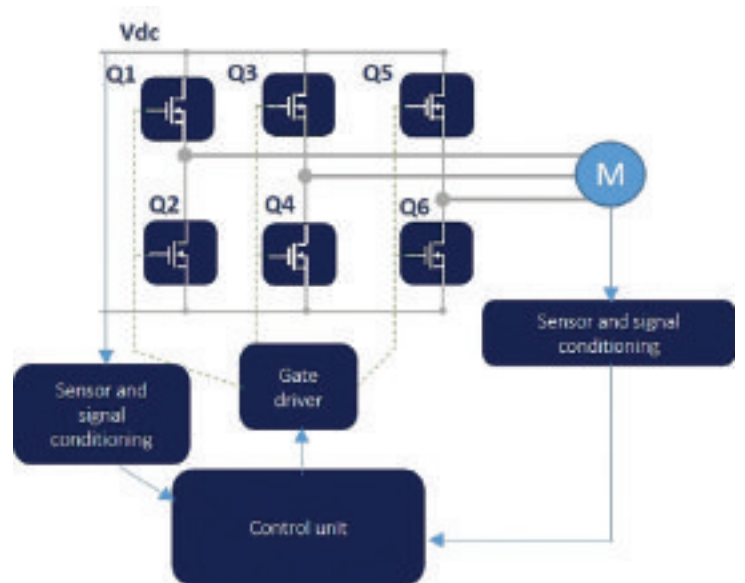 Vdc
Q1
Q3
Q5
M
Q2
Q4
Q6
Sensor and signal
conditioning
Gate
driver
Sensor and
signal
conditioning
Control unit